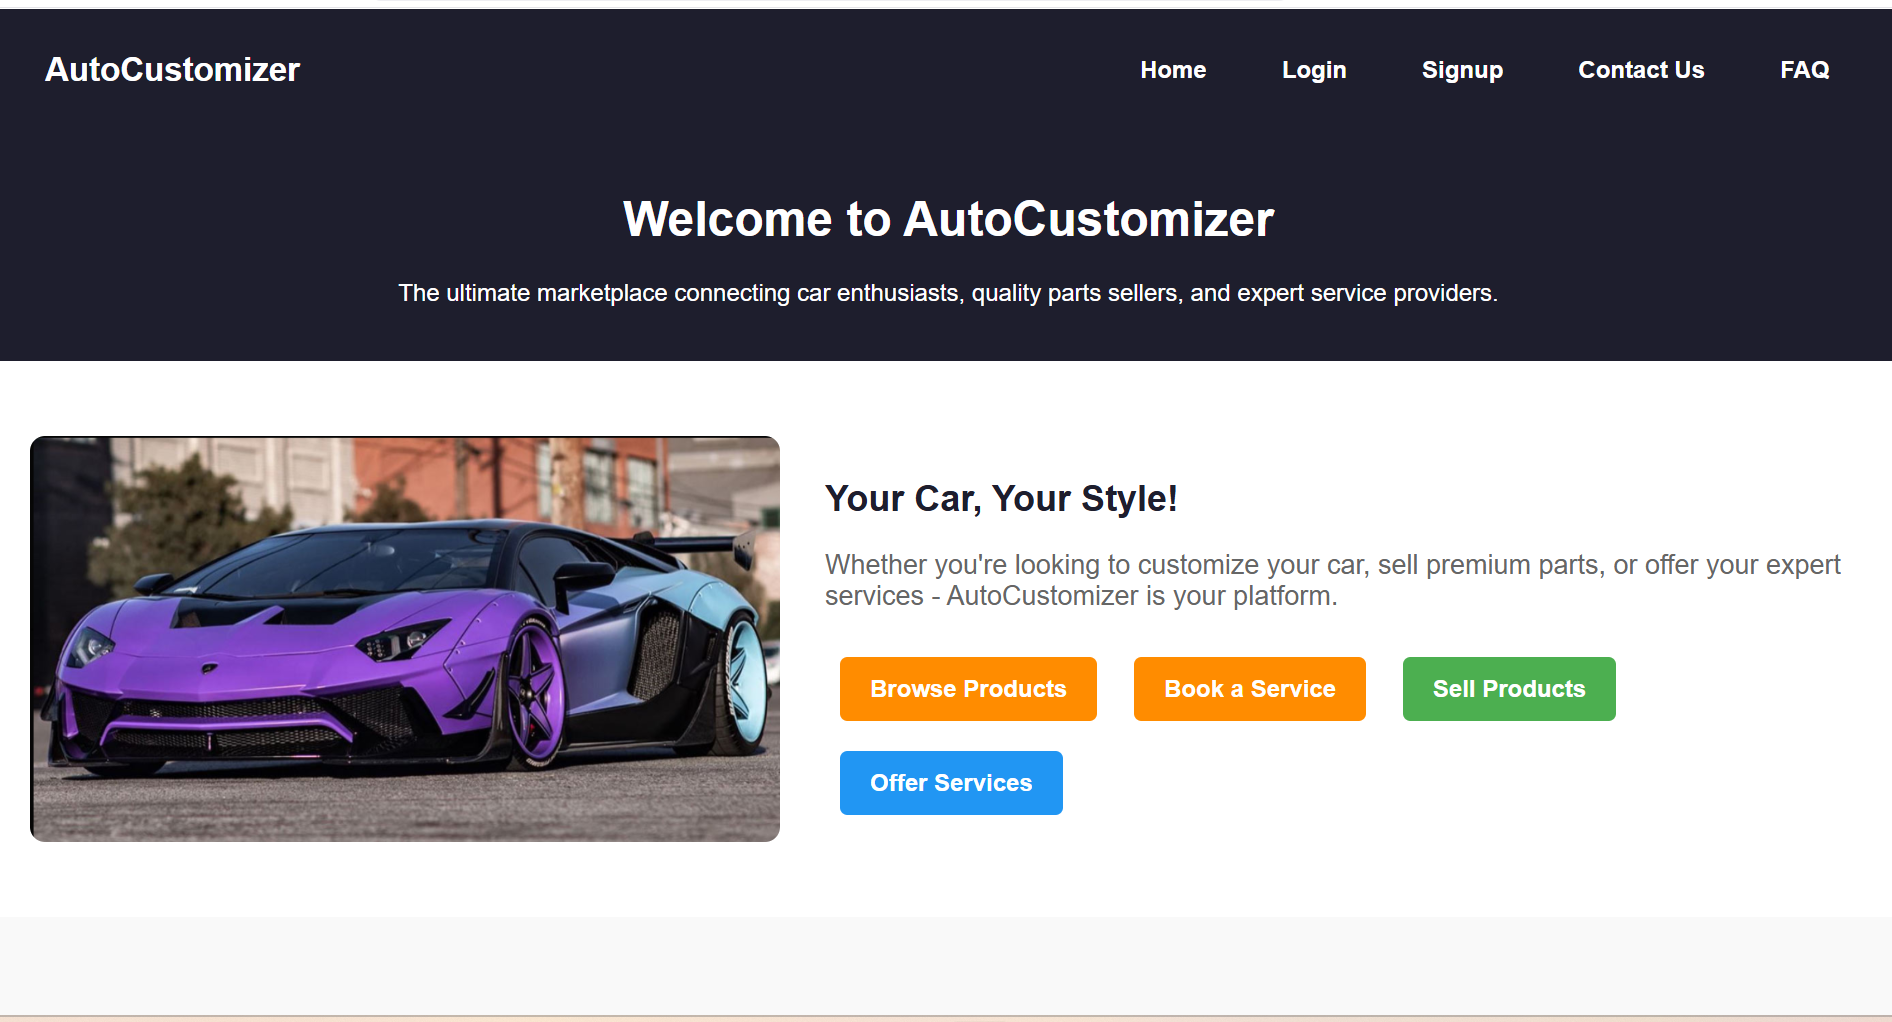 AutoCustomizer
Home Login Signup Contact Us FAQ
Welcome to AutoCustomizer
The ultimate marketplace connecting car enthusiasts, quality parts sellers, and expert service providers.
Your Car, Your Style!
Whether you're looking to customize your car, sell premium parts, or offer your expert
services - AutoCustomizer is your platform.
Browse Products Book a Service Sell Products
Offer Services